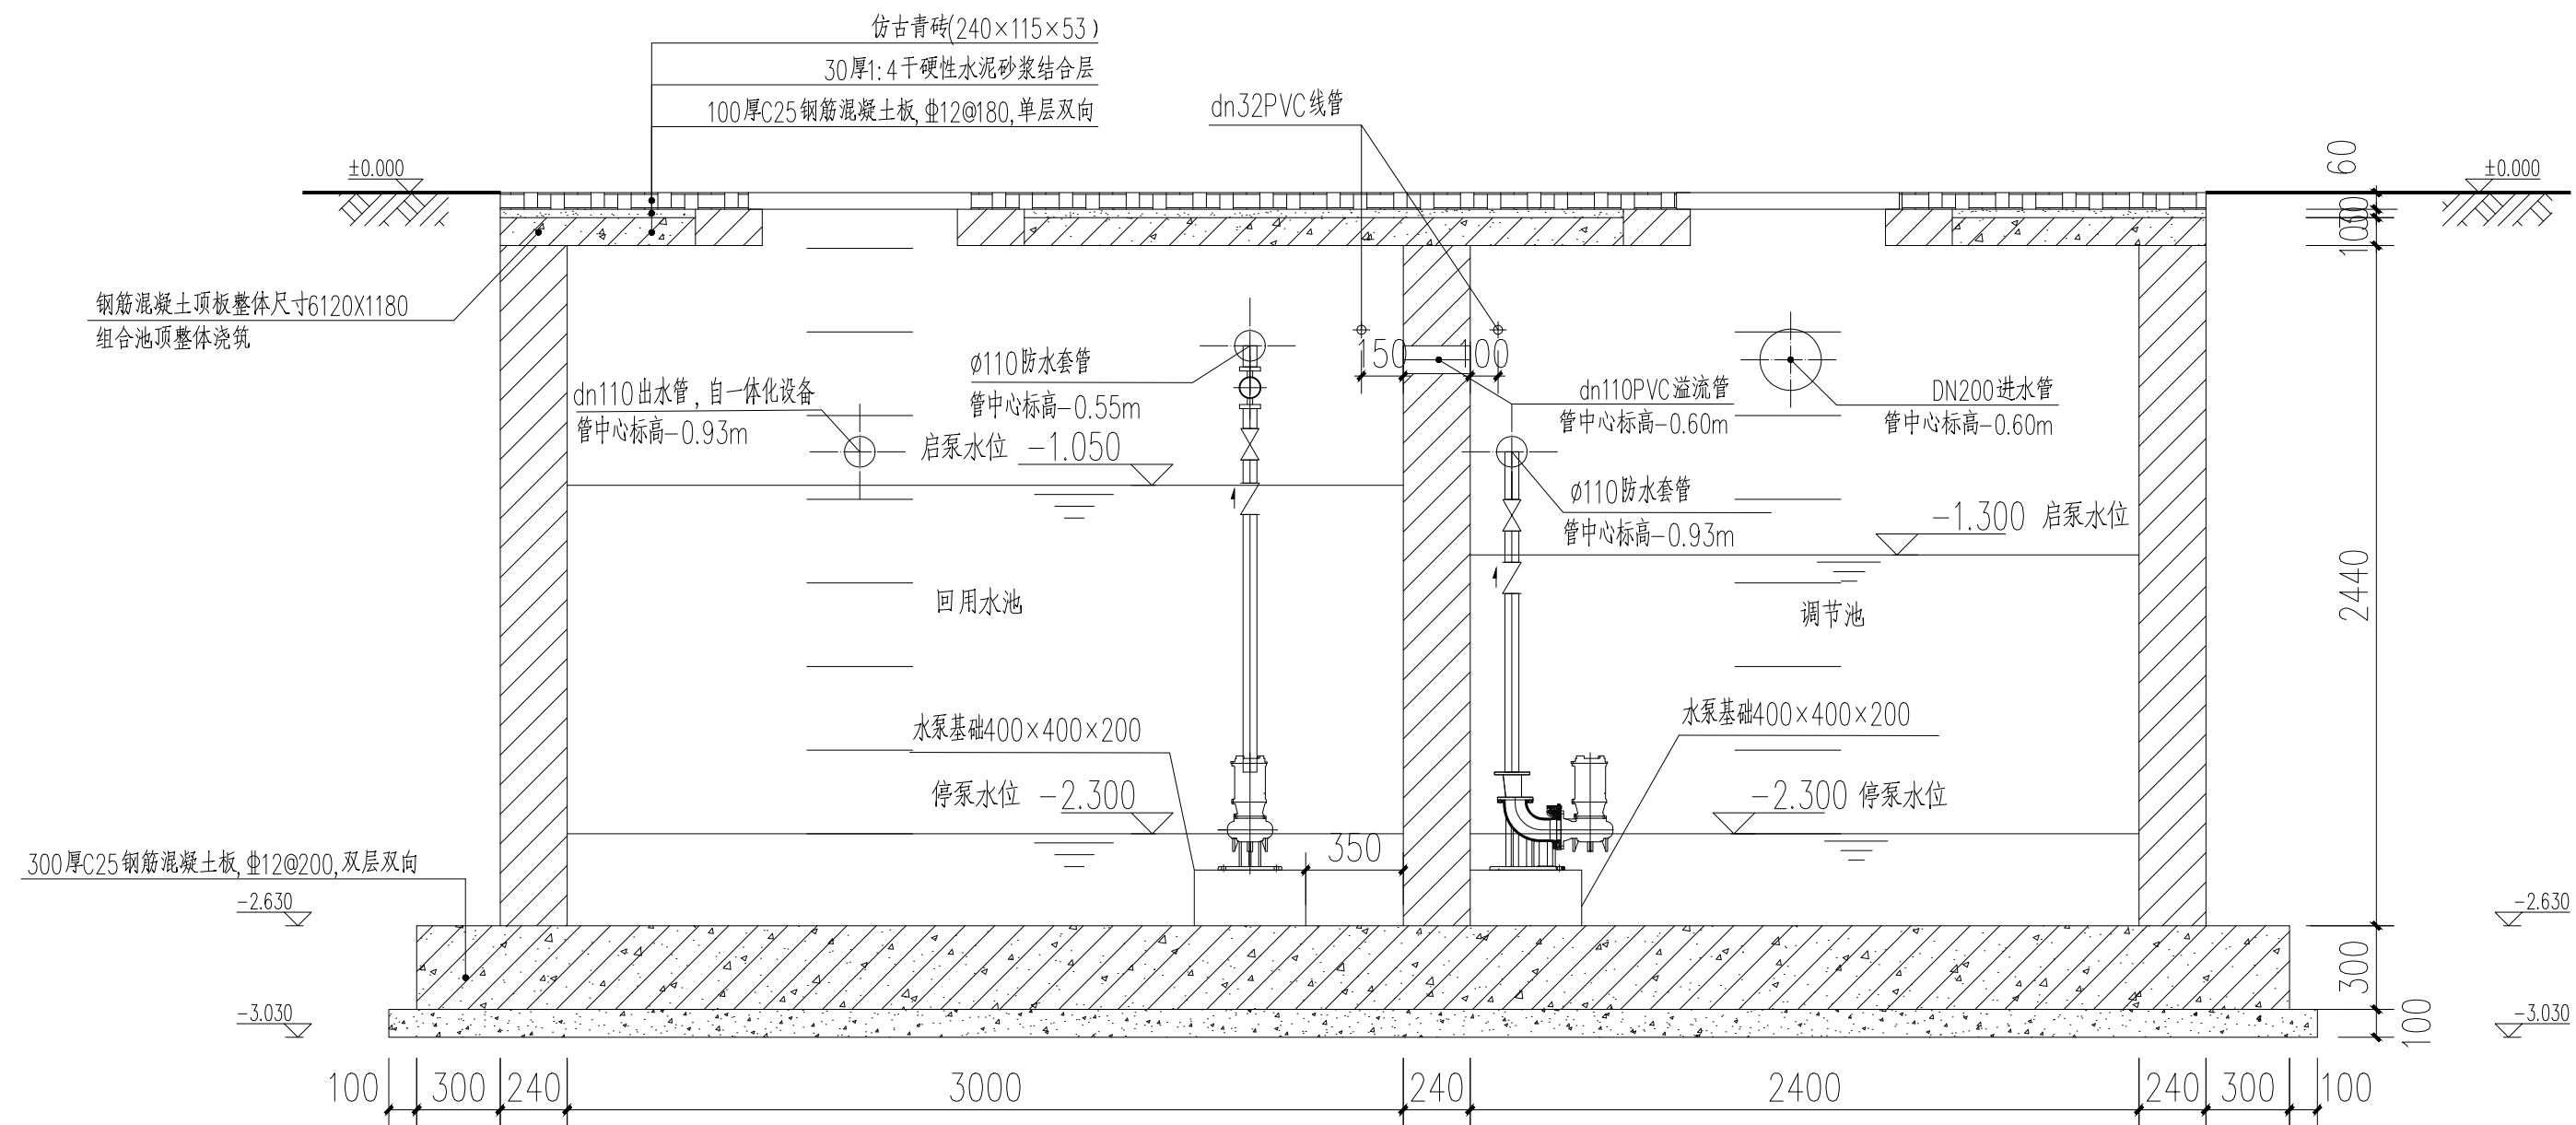 仿古青砖(240×115×53)
30厚1:4干硬性水泥砂浆结合层
100厚C25钢筋混凝土板,⌽12@180,单层双向
dn32PVC线管
±0.000
±0.000
60
30
100
钢筋混凝土顶板整体尺寸6120X1180
组合池顶整体浇筑
150
100
ø110防水套管
管中心标高-0.55m
dn110出水管,自一体化设备
管中心标高-0.93m
dn110PVC溢流管
管中心标高-0.60m
DN200进水管
管中心标高-0.60m
启泵水位 -1.050
ø110防水套管
管中心标高-0.93m
-1.300 启泵水位
2440
回用水池
调节池
水泵基础400×400×200
水泵基础400×400×200
停泵水位 -2.300
-2.300 停泵水位
350
300厚C25钢筋混凝土板,⌽12@200,双层双向
-2.630
-2.630
300
-3.030
-3.030
100
100 300 240 3000 240 2400 240 300 100